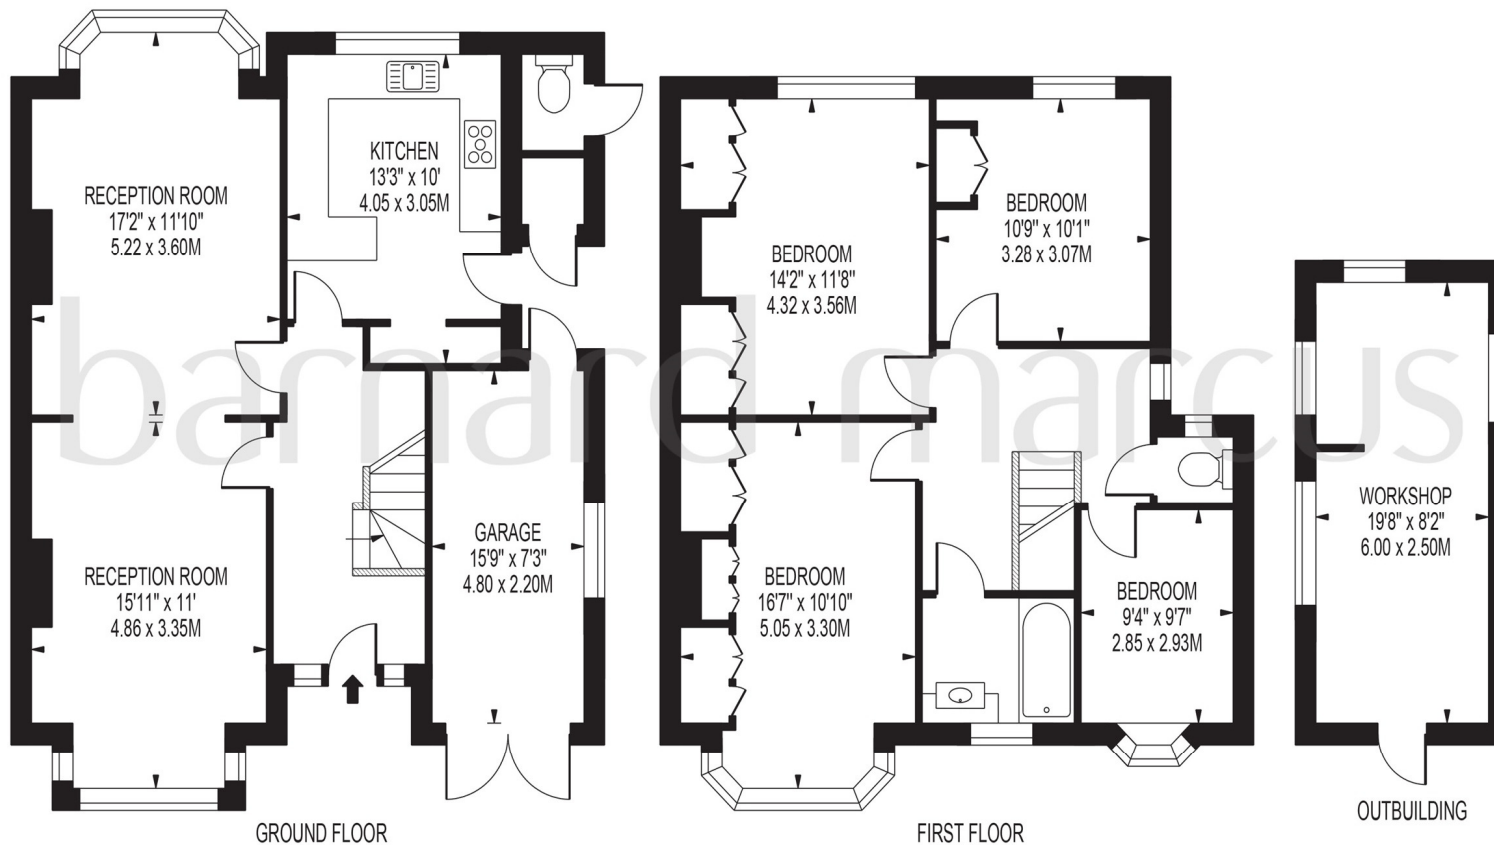 KITCHEN
13'3" x 10'
4.05 x 3.05M
RECEPTION ROOM
17'2" x 11'10"
5.22 x 3.60M
RECEPTION ROOM
15'11" x 11'
4.86 x 3.35M
GARAGE
15'9" x 7'3"
4.80 x 2.20M
GROUND FLOOR
BEDROOM
14'2" x 11'8"
4.32 x 3.56M
BEDROOM
10'9" x 10'1"
3.28 x 3.07M
BEDROOM
16'7" x 10'10"
5.05 x 3.30M
BEDROOM
9'4" x 9'7"
2.85 x 2.93M
FIRST FLOOR
WORKSHOP
19'8" x 8'2"
6.00 x 2.50M
OUTBUILDING
barnard marcus